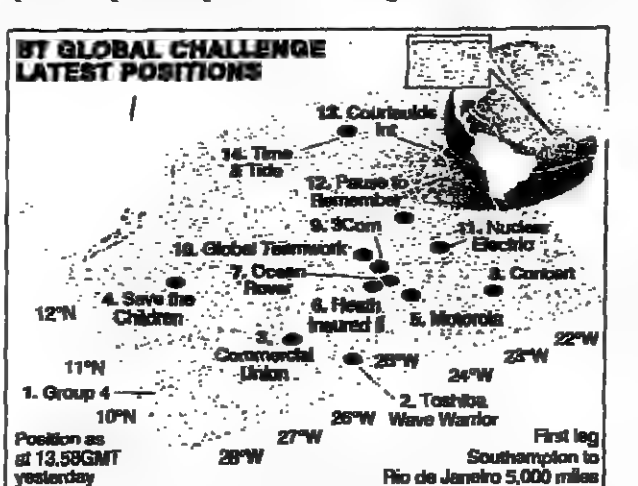 BT GLOBAL CHALLENGE
LATEST POSITIONS
13. Courtaulds
Int
14. Time
& Tide
12. Pause to
Remember
9. 3Com
11. Nuclear
Electric
10. Global Teamwork
7. Ocean
Rover
3. Concert
4. Save the
Children
6. Heath
Insured II
5. Motorola
12°N
Commercial
Union
22°W
23°W
11°N
25°W
24°W
1. Group 4
2. Toshiba
Wave Warrior
10°N
26°W
27°W
28°W
Position as
at 13.58GMT
yesterday
First leg
Southampton to
Rio de Janeiro 5,000 miles